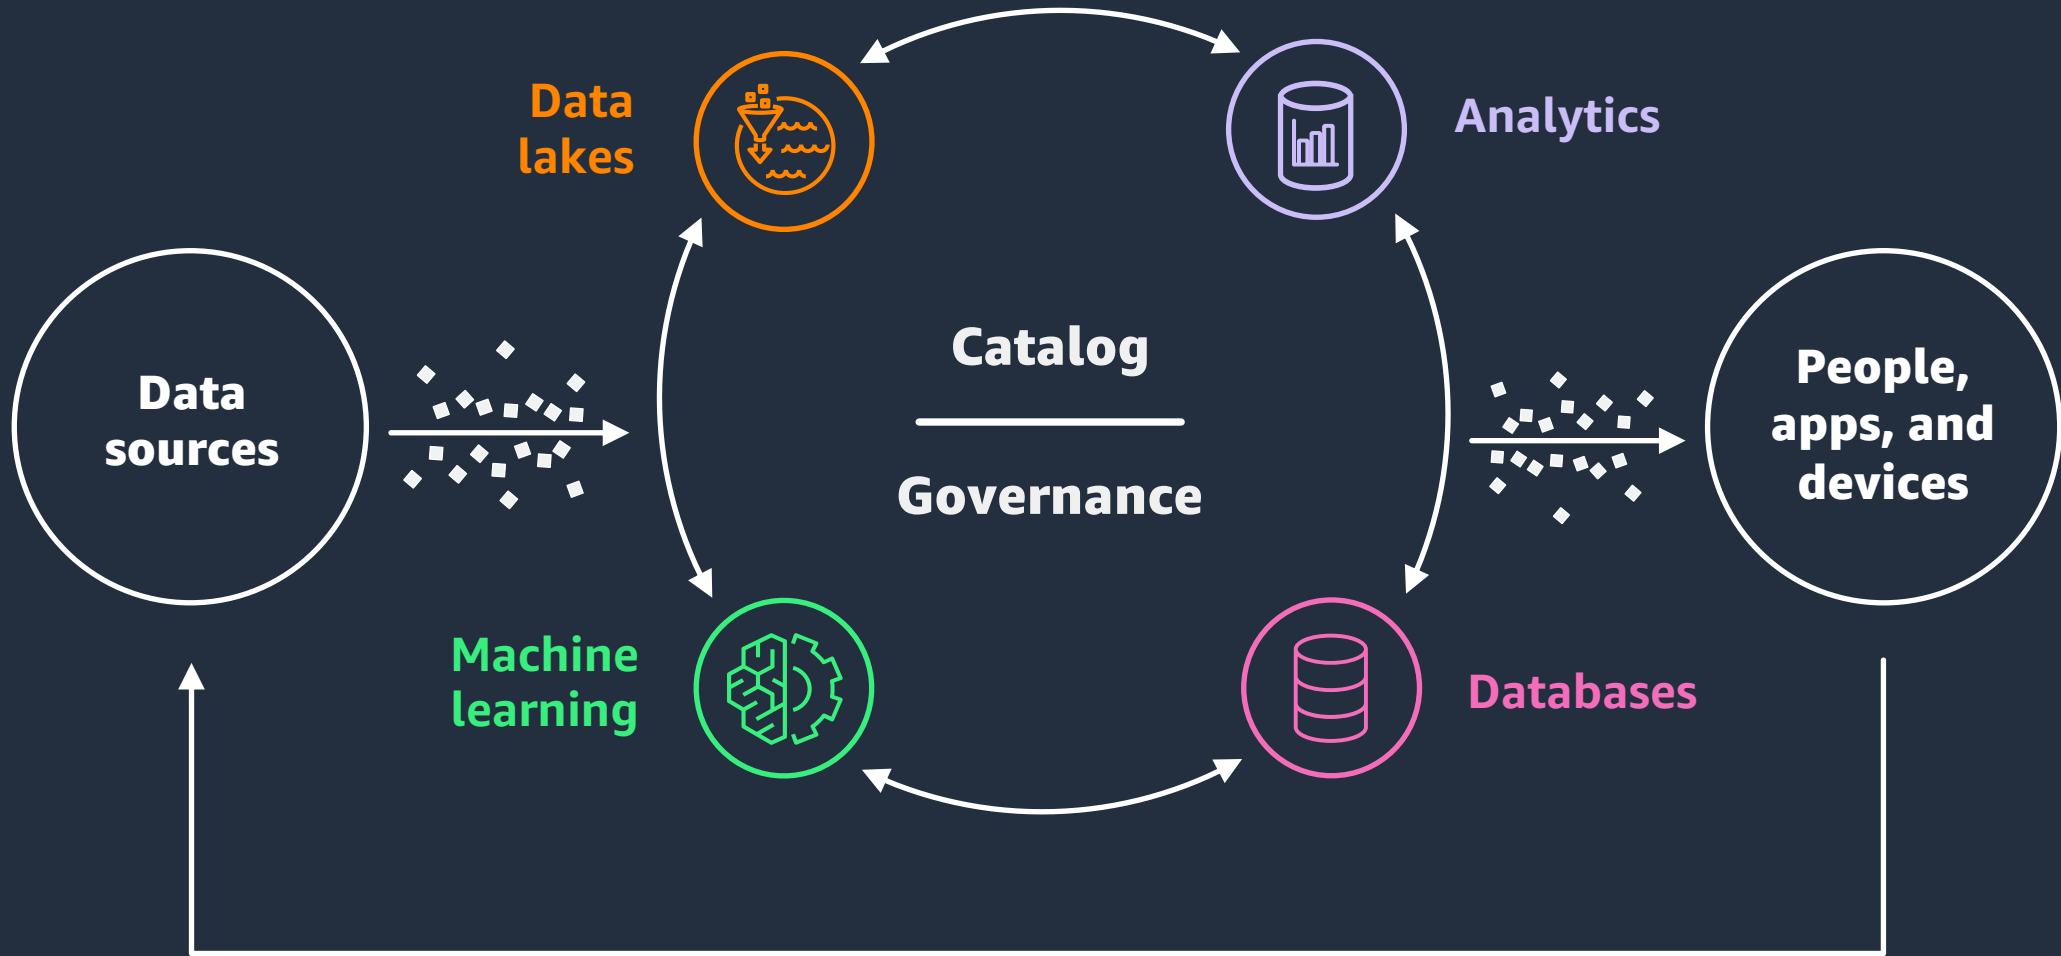 Data
sources
Data
lakes
Machine
learning
Catalog
Governance
Analytics
Databases
People,
apps, and
devices